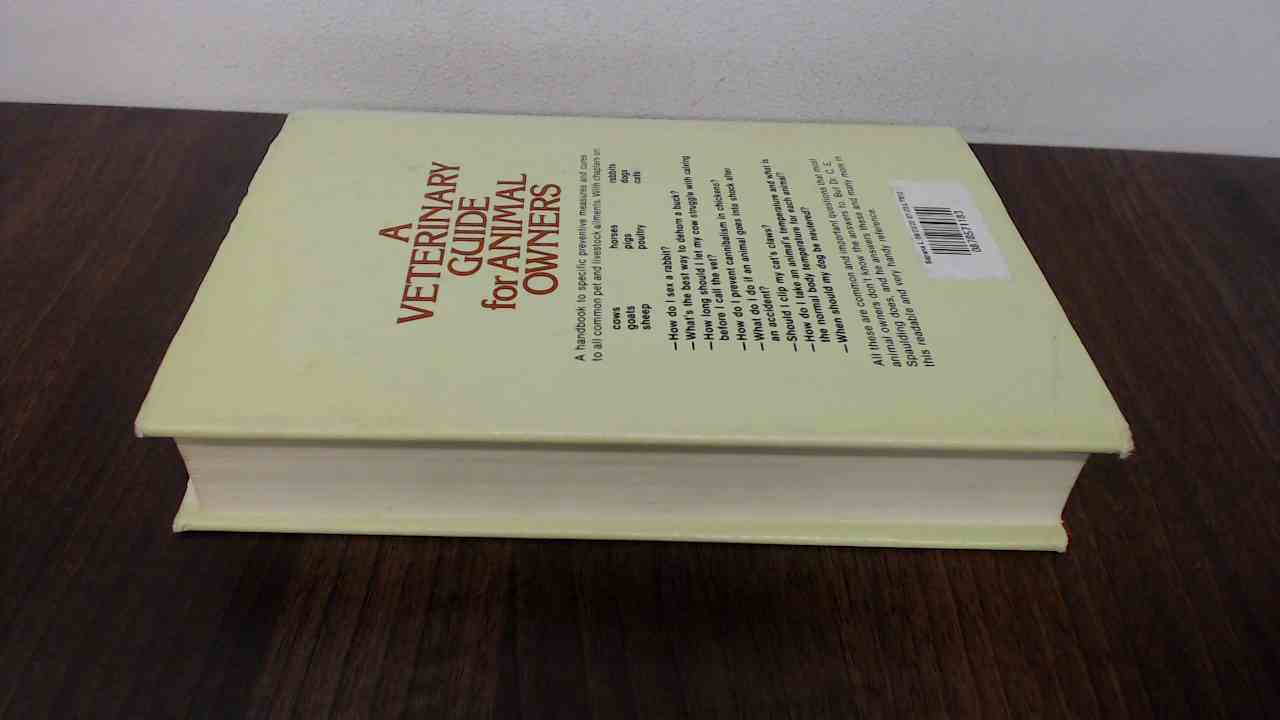 A
VETERINARY
GUIDE
for ANIMAL
OWNERS
A handbook to specific preventive measures and cures
to all common pet and livestock ailments. With chapters on:
cows horses rabbits
goats pigs dogs
sheep poultry cats
—How do I sex a rabbit?
—What's the best way to dehorn a buck?
—How long should I let my cow struggle with calving
before I call the vet?
—How do I prevent cannibalism in chickens?
—What do I do if an animal goes into shock after
an accident?
—Should I clip my cat's claws?
—How do I take an animal's temperature and what is
the normal body temperature for each animal?
—When should my dog be neutered?
All these are common and important questions that most
animal owners don't know the answers to. But Dr. C. E.
Spaulding does, and he answers these and many more in
this readable and very handy reference.
0878571183